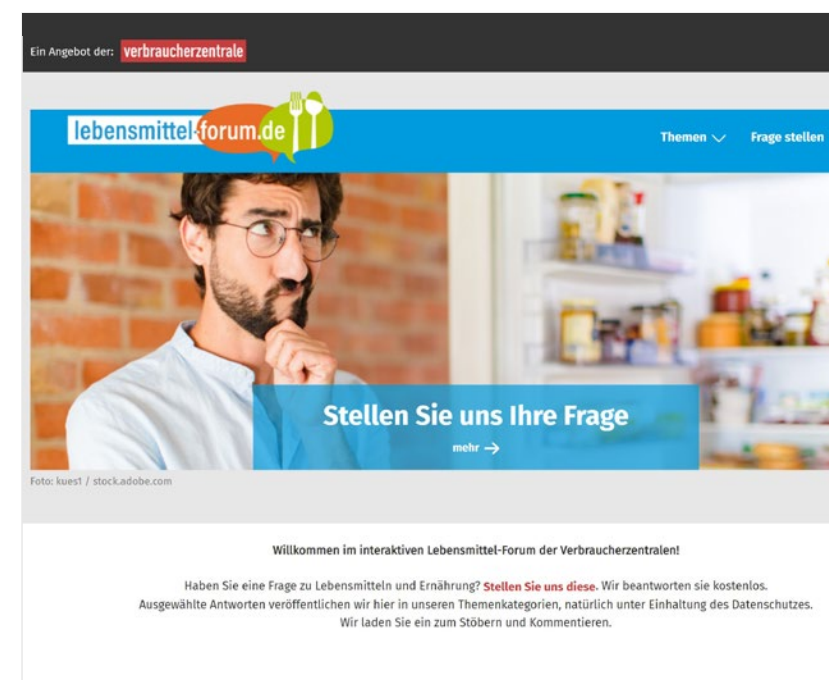 Ein Angebot der: verbraucherzentrale
lebensmittel-forum.de
Themen Frage stellen
Stellen Sie uns Ihre Frage
mehr →
Foto: kues1 / stock.adobe.com
Willkommen im interaktiven Lebensmittel-Forum der Verbraucherzentralen!
Haben Sie eine Frage zu Lebensmitteln und Ernährung? Stellen Sie uns diese. Wir beantworten sie kostenlos.
Ausgewählte Antworten veröffentlichen wir hier in unseren Themenkategorien, natürlich unter Einhaltung des Datenschutzes.
Wir laden Sie ein zum Stöbern und Kommentieren.